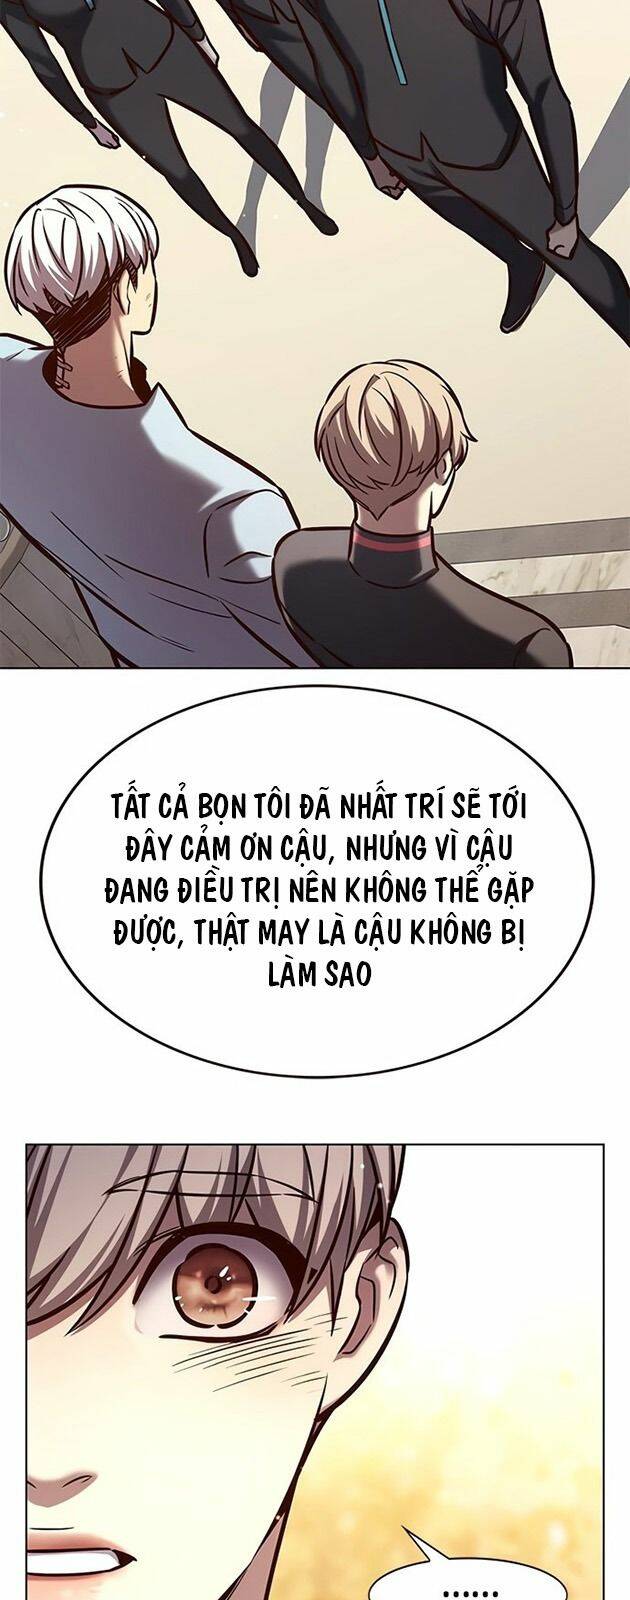 TẤT CẢ BỌN TÔI ĐÃ NHẤT TRÍ SẼ TỚI
ĐÂY CẢM ƠN CẬU, NHƯNG VÌ CẬU
ĐANG ĐIỀU TRỊ NÊN KHÔNG THỂ GẶP
ĐƯỢC, THẬT MAY LÀ CẬU KHÔNG BỊ
LÀM SAO
......